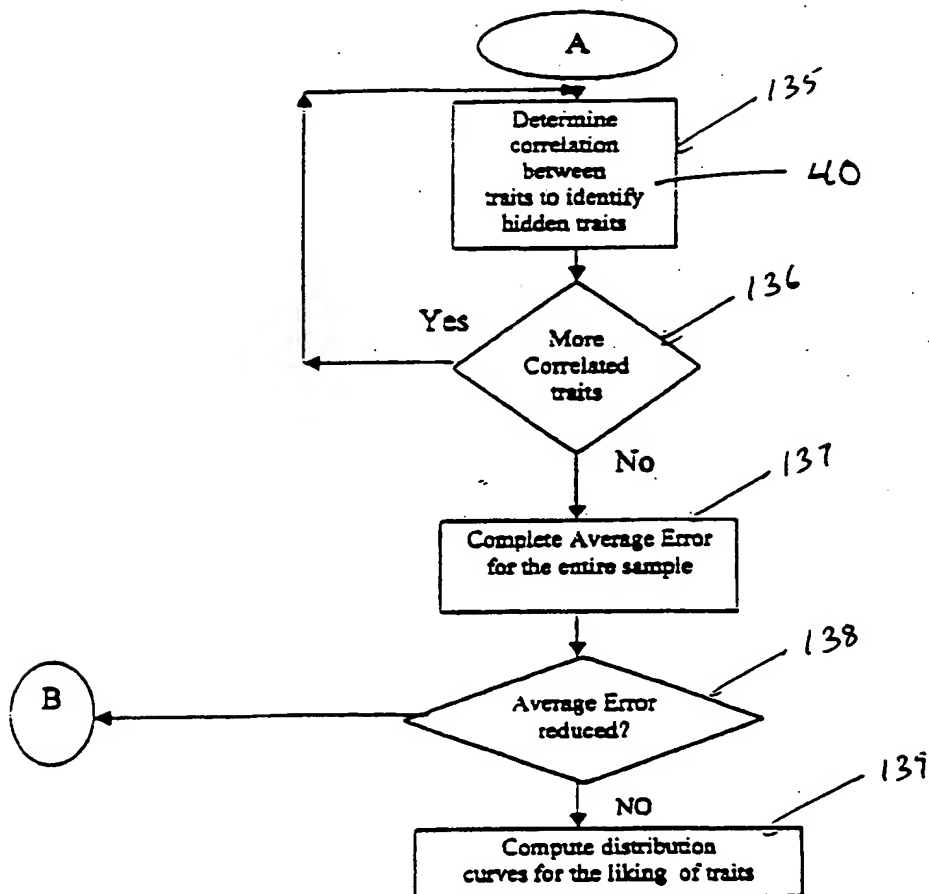 A
135
Determine
correlation
between
traits to identify
hidden traits
40
136
Yes
More
Correlated
traits
No
137
Complete Average Error
for the entire sample
138
B
Average Error
reduced?
139
NO
Compute distribution
curves for the liking of traits